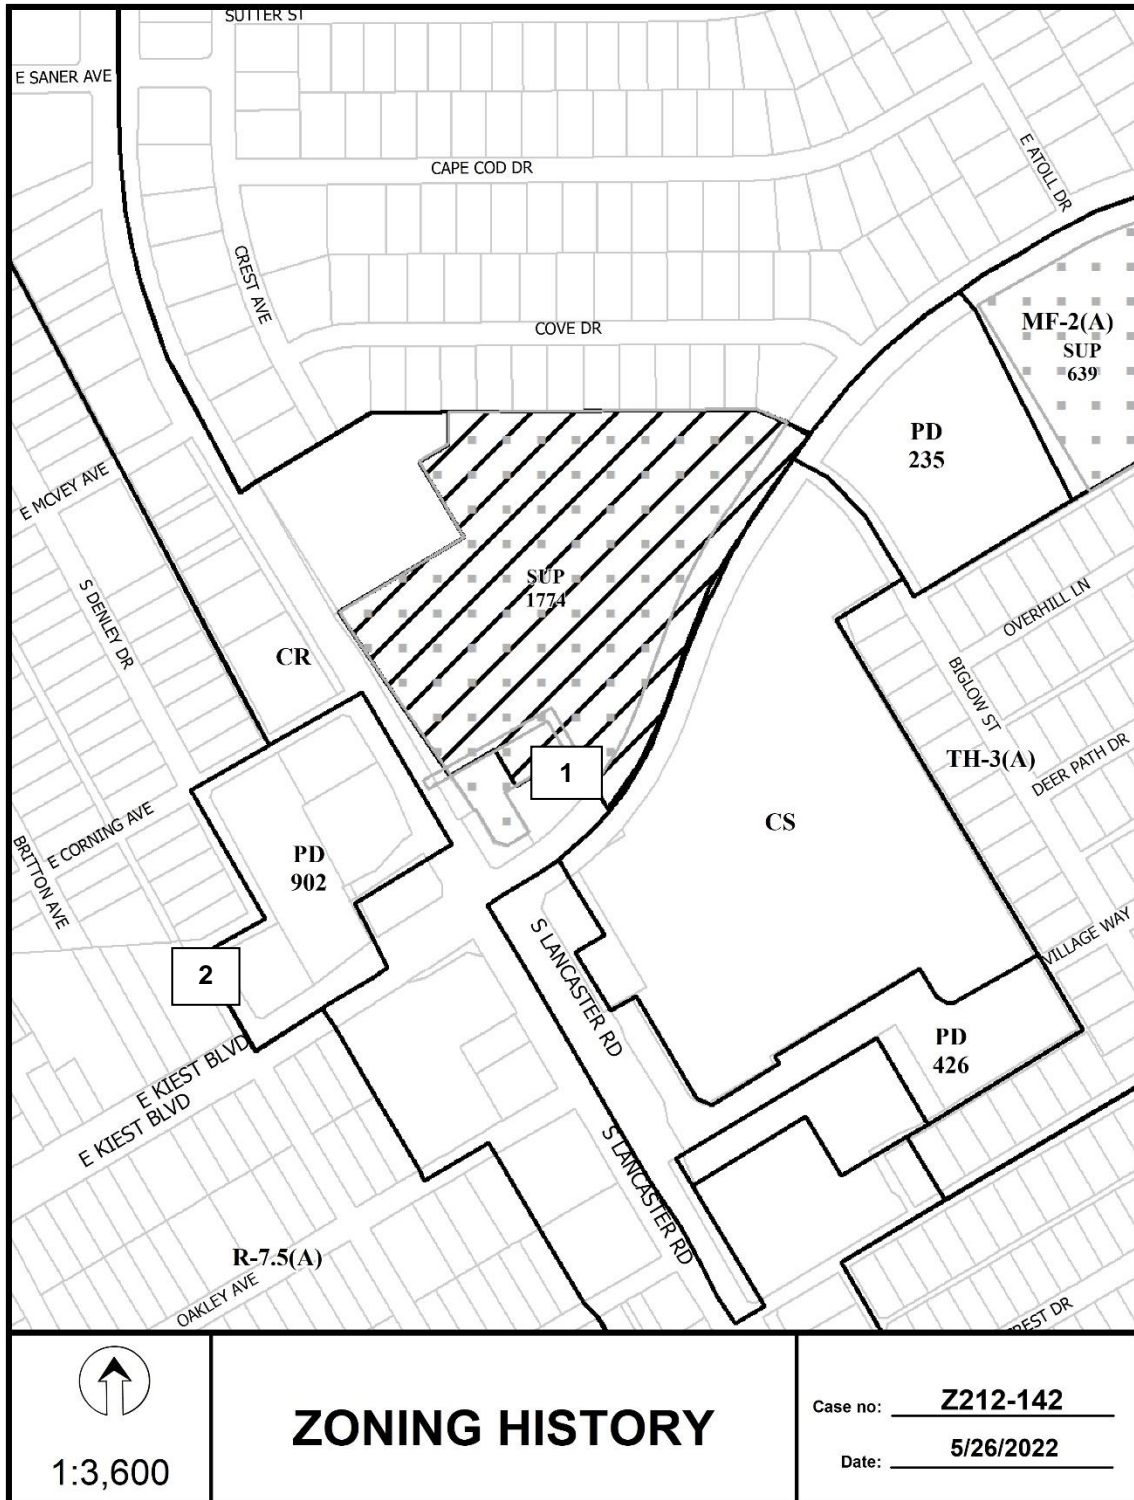 SUTTER ST
E SANER AVE
CAPE COD DR
E ATOLL DR
CREST AVE
COVE DR
MF-2(A)
SUP
639
PD
235
E MCVEY AVE
SUP
1774
S DENLEY DR
OVERHILL LN
CR
BIGLOW ST
TH-3(A)
DEER PATH DR
1
CS
E CORNING AVE
BRITTON AVE
PD
902
VILLAGE WAY
2
S LANCASTER RD
PD
426
E KIEST BLVD
E KIEST BLVD
S LANCASTER RD
R-7.5(A)
OAKLEY AVE
REST DR
1:3,600
ZONING HISTORY
Case no: Z212-142
Date: 5/26/2022